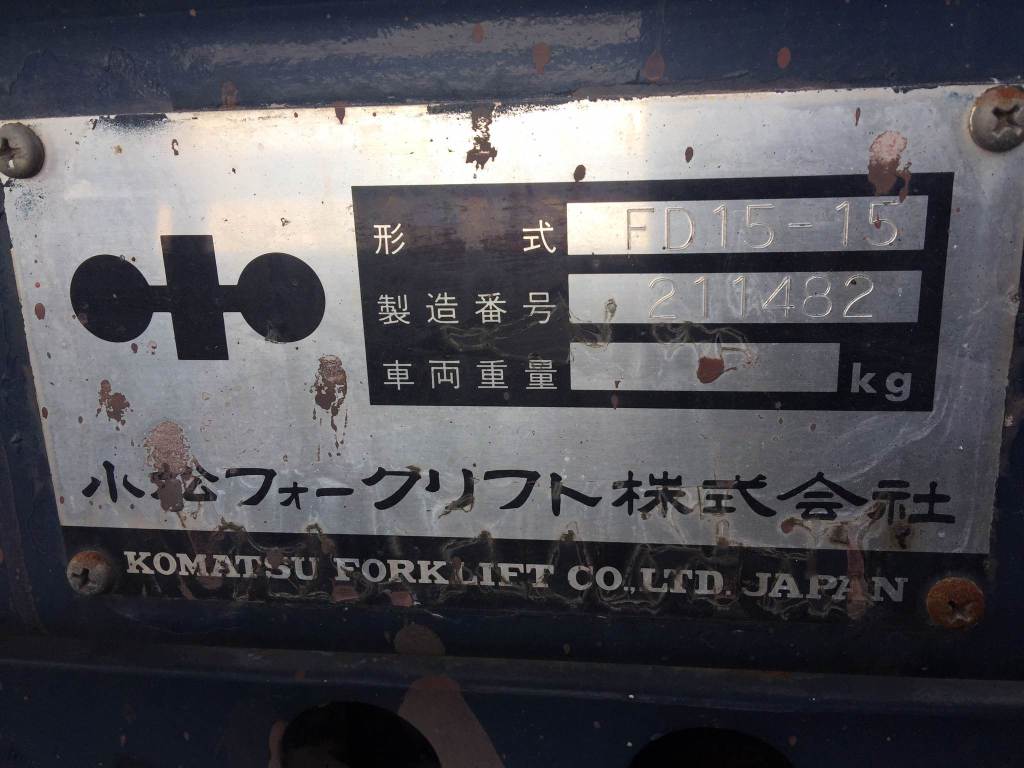 形式 FD15-15
製造番号 211482
車両重量 kg
小松フォークリフト株式会社
KOMATSU FORKLIFT CO.,LTD. JAPAN